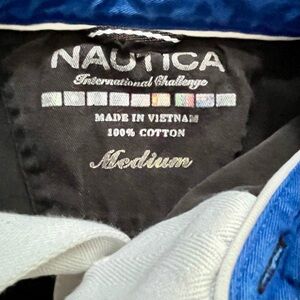 NAUTICA
International Challenge
MADE IN VIETNAM
100% COTTON
Medium